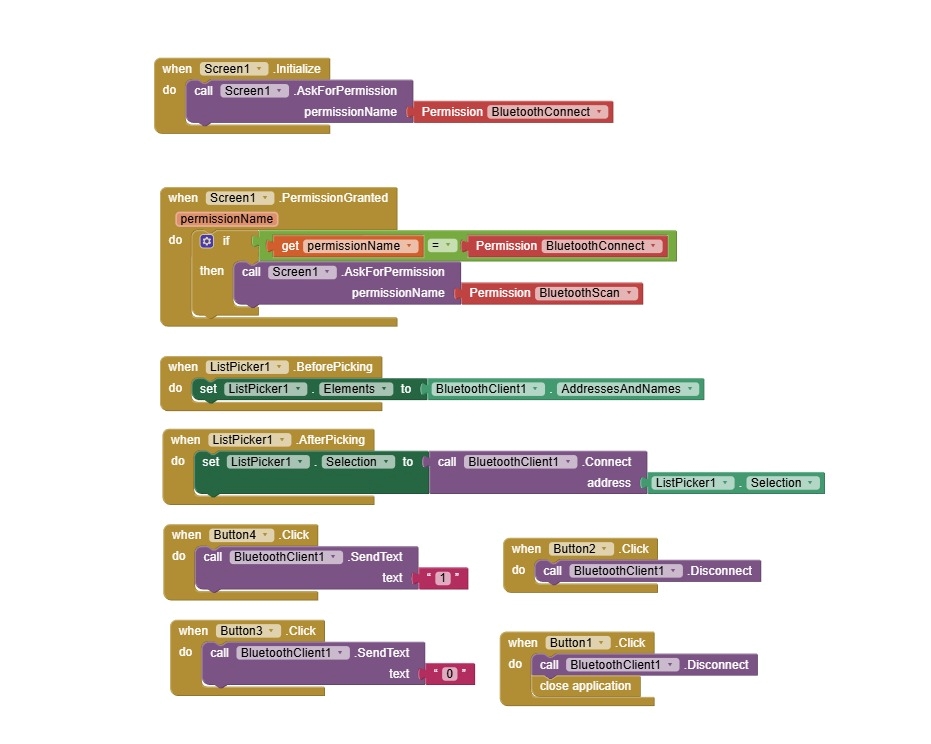 when Screen1 .Initialize
do call Screen1 .AskForPermission
permissionName Permission BluetoothConnect
when Screen1 .PermissionGranted
permissionName
do if get permissionName = Permission BluetoothConnect
then call Screen1 .AskForPermission
permissionName Permission BluetoothScan
when ListPicker1 .BeforePicking
do set ListPicker1 . Elements to BluetoothClient1 . AddressesAndNames
when ListPicker1 .AfterPicking
do set ListPicker1 . Selection to call BluetoothClient1 .Connect
address ListPicker1 . Selection
when Button4 .Click
do call BluetoothClient1 .SendText
text " 1 "
when Button2 .Click
do call BluetoothClient1 .Disconnect
when Button3 .Click
do call BluetoothClient1 .SendText
text " 0 "
when Button1 .Click
do call BluetoothClient1 .Disconnect
close application